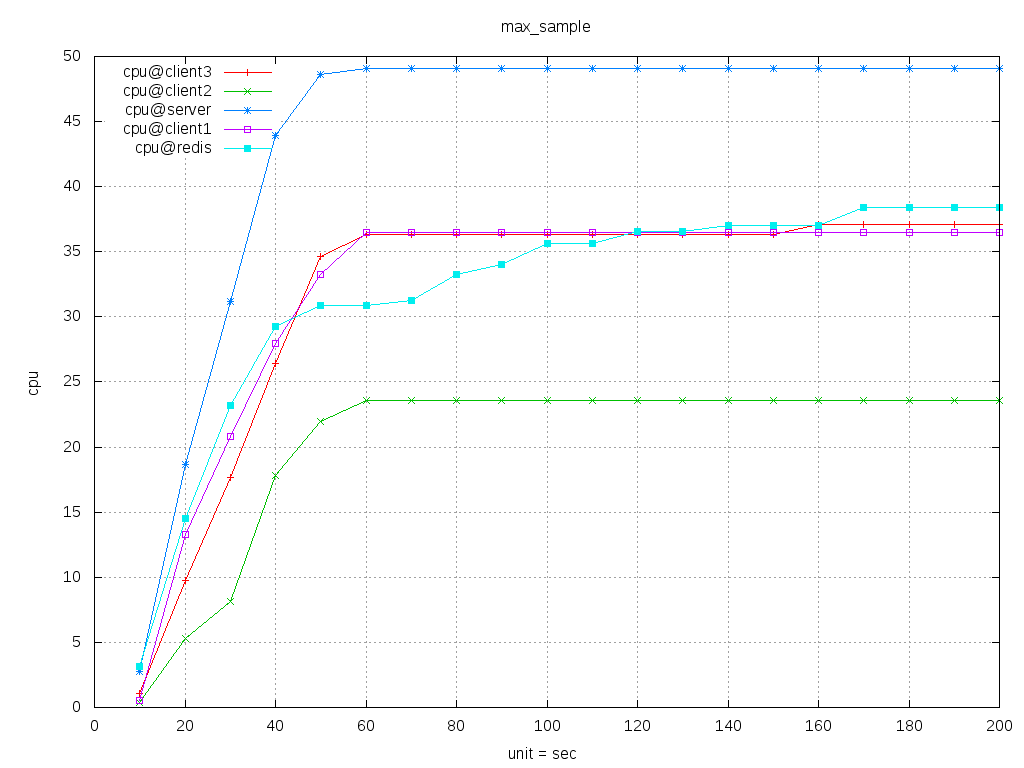 max_sample
50
45
40
35
30
25
20
15
10
5
0
cpu
cpu@client3
cpu@client2
cpu@server
cpu@client1
cpu@redis
0 20 40 60 80 100 120 140 160 180 200
unit = sec